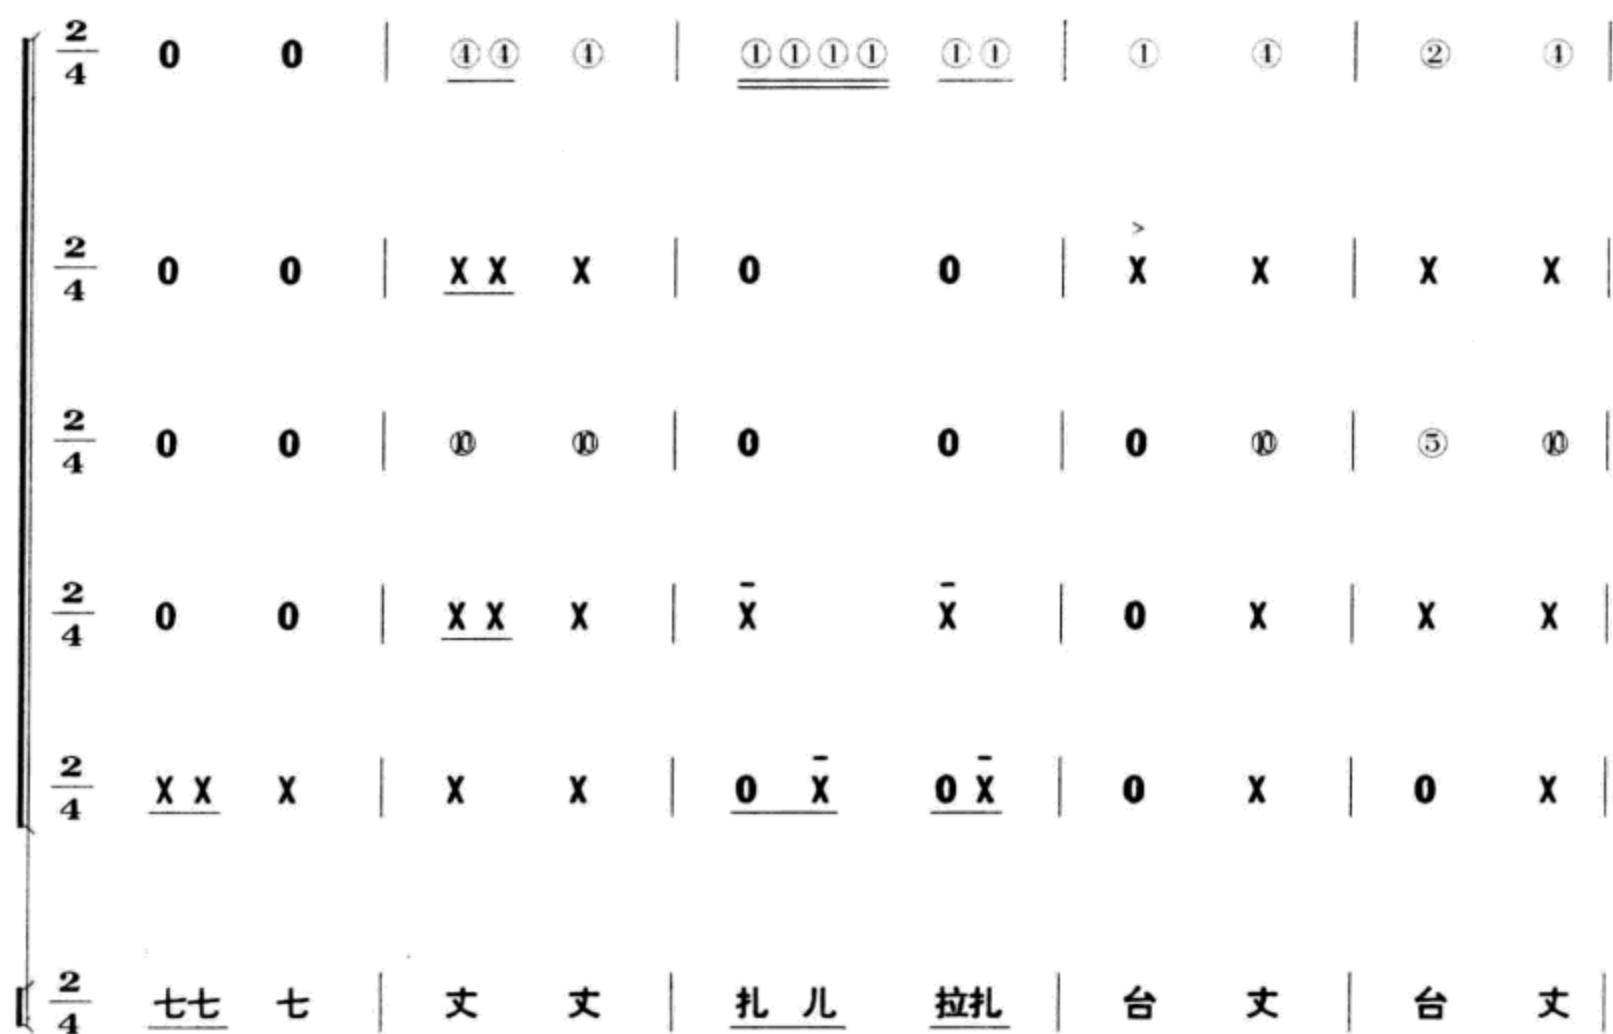 2/4 0 0 | ④④ ④ | ①①①① ①① | ① ④ | ② ④ |
>
2/4 0 0 | X X X | 0 0 | X X | X X |
2/4 0 0 | ⑩ ⑩ | 0 0 | 0 ⑩ | ⑤ ⑩ |
- -
2/4 0 0 | X X X | X X | 0 X | X X |
- -
2/4 X X X | X X | 0 X 0 X | 0 X | 0 X |
2/4 七七 七 | 丈 丈 | 扎 儿 拉扎 | 台 丈 | 台 丈 |